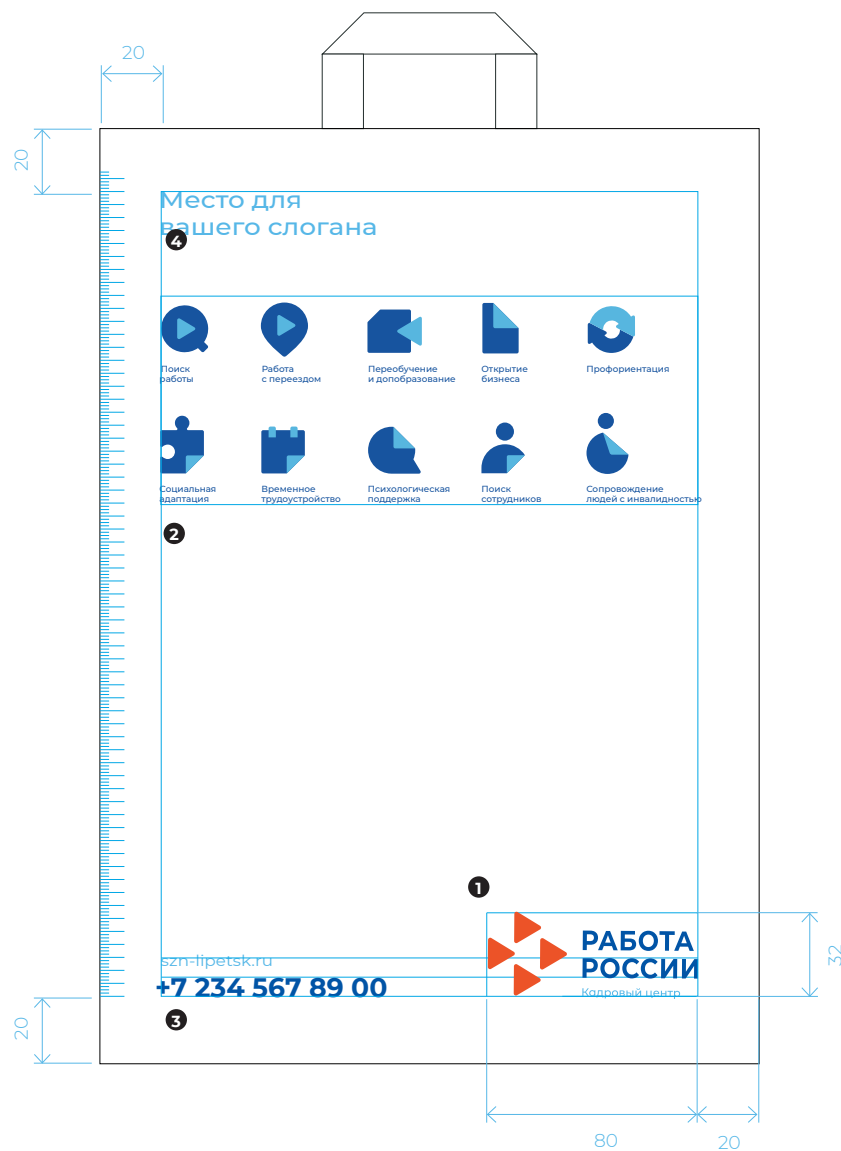 20
20
Место для
вашего слогана
4
Поиск
работы
Работа
с переездом
Переобучение
и допобразование
Открытие
бизнеса
Профориентация
Социальная
адаптация
Временное
трудоустройство
Психологическая
поддержка
Поиск
сотрудников
Сопровождение
людей с инвалидностью
2
1
szn-lipetsk.ru
+7 234 567 89 00
РАБОТА
РОССИИ
Кадровый центр
32
3
20
80
20